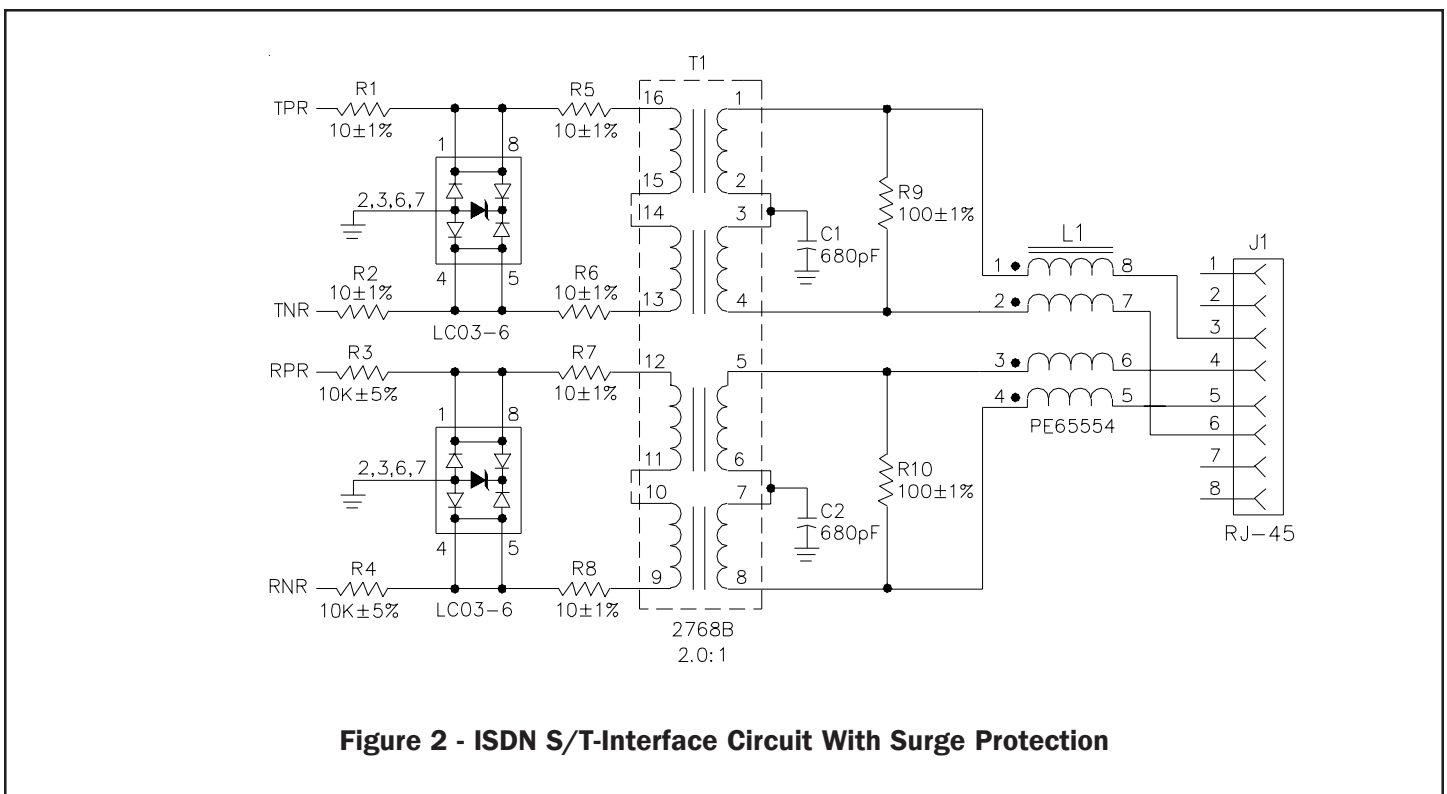 T1
R1
R5
16
1
TPR
10±1%
10±1%
1
8
15
2
2,3,6,7
14
3
R9
100±1%
C1
680pF
4
5
R2
10±1%
R6
10±1%
13
4
TNR
LC03-6
L1
J1
1
8
1
2
7
2
3
R3
R7
12
5
RPR
10K±5%
10±1%
3
6
4
4
5
5
PE65554
6
1
8
11
6
7
2,3,6,7
10
7
R10
100±1%
8
C2
680pF
RJ-45
4
5
R4
R8
9
8
RNR
10K±5%
LC03-6
10±1%
2768B
2.0:1
Figure 2 - ISDN S/T-Interface Circuit With Surge Protection